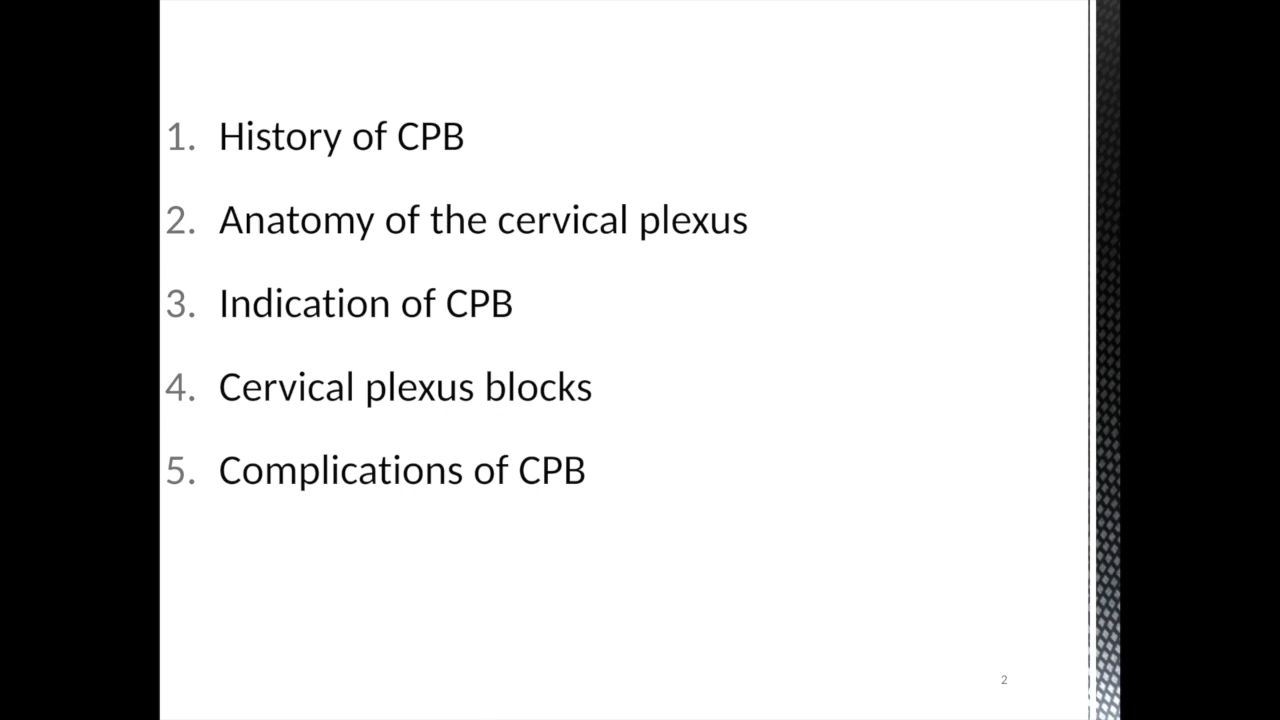 1. History of CPB
2. Anatomy of the cervical plexus
3. Indication of CPB
4. Cervical plexus blocks
5. Complications of CPB
2